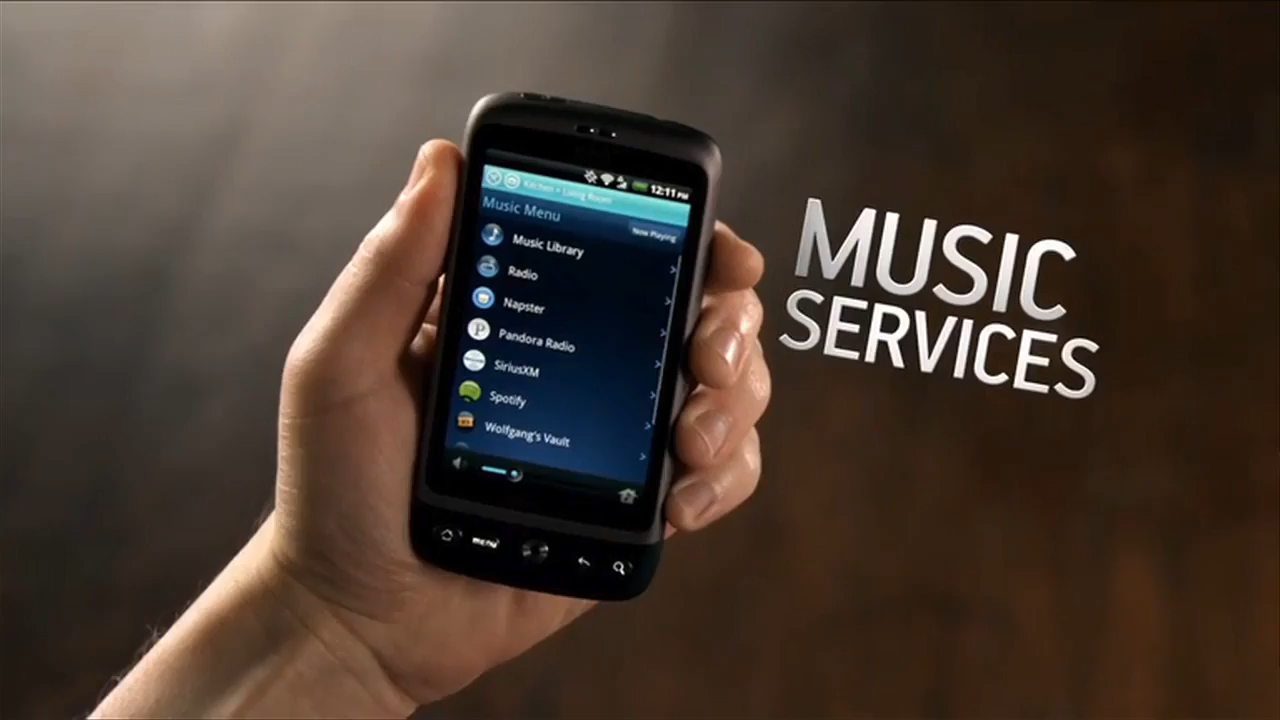 12:11 PM
Kitchen + Living Room
Music Menu
Now Playing
Music Library
Radio
Napster
P
Pandora Radio
SiriusXM
Spotify
Wolfgang's Vault
menu
MUSIC
SERVICES